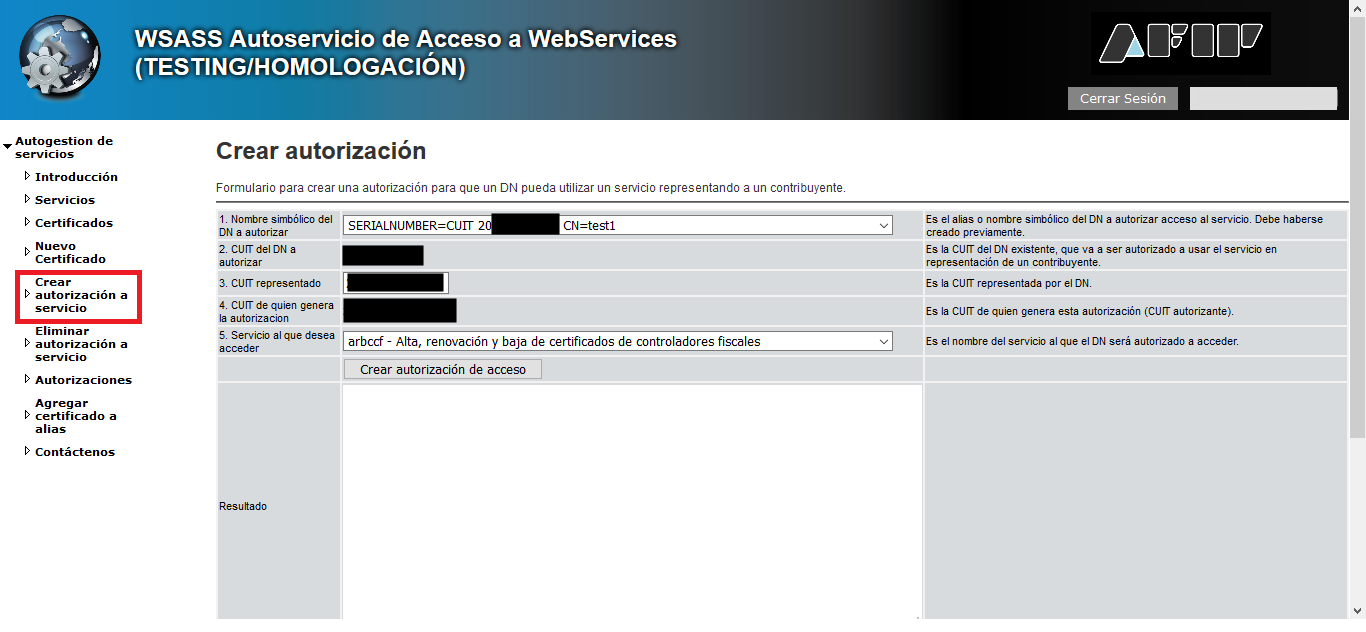 WSASS Autoservicio de Acceso a WebServices
(TESTING/HOMOLOGACIÓN)
AFIP
Cerrar Sesión
Autogestion de
servicios
Introducción
Servicios
Certificados
Nuevo
Certificado
Crear
autorización a
servicio
Eliminar
autorización a
servicio
Autorizaciones
Agregar
certificado a
alias
Contáctenos
Crear autorización
Formulario para crear una autorización para que un DN pueda utilizar un servicio representando a un contribuyente.
1. Nombre simbólico del
DN a autorizar
SERIALNUMBER=CUIT 20 CN=test1
Es el alias o nombre simbólico del DN a autorizar acceso al servicio. Debe haberse
creado previamente.
2. CUIT del DN a
autorizar
Es la CUIT del DN existente, que va a ser autorizado a usar el servicio en
representación de un contribuyente.
3. CUIT representado
Es la CUIT representada por el DN.
4. CUIT de quien genera
la autorizacion
Es la CUIT de quien genera esta autorización (CUIT autorizante).
5. Servicio al que desea
acceder
arbccf - Alta, renovación y baja de certificados de controladores fiscales
Es el nombre del servicio al que el DN será autorizado a acceder.
Crear autorización de acceso
Resultado